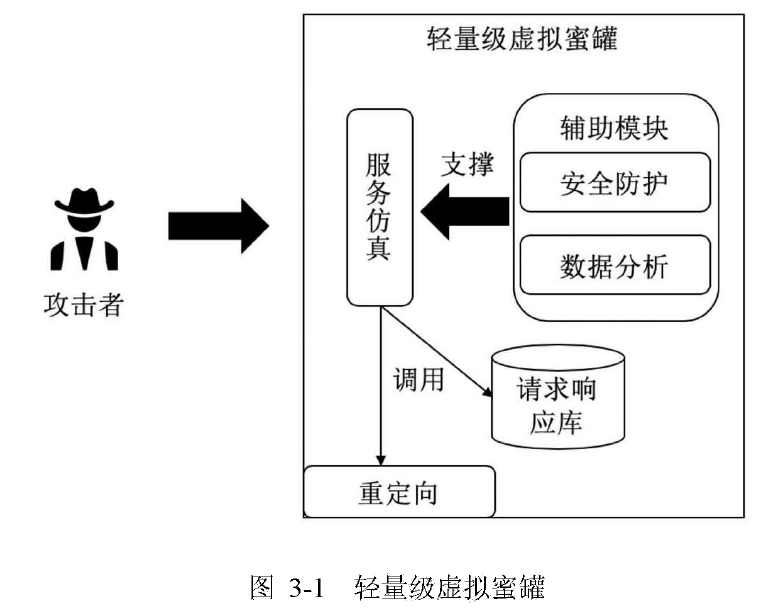 轻量级虚拟蜜罐
辅助模块
安全防护
数据分析
支撑
服务仿真
攻击者
调用
请求响
应库
重定向
图 3-1 轻量级虚拟蜜罐